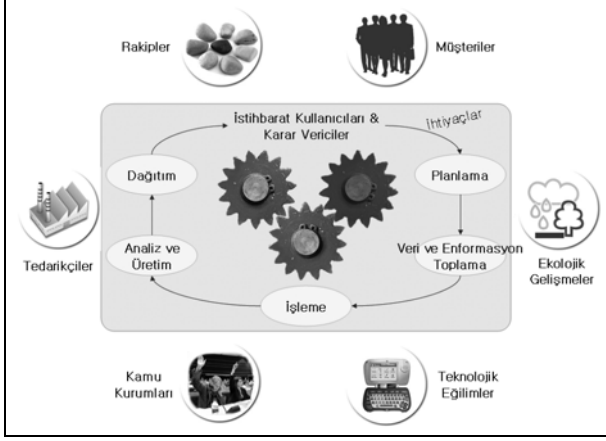 Rakipler
Müşteriler
İstihbarat Kullanıcıları &
Karar Vericiler
İhtiyaçlar
Dağıtım
Planlama
Tedarikçiler
Analiz ve
Üretim
Veri ve Enformasyon
Toplama
Ekolojik
Gelişmeler
İşleme
Kamu
Kurumları
Teknolojik
Eğilimler